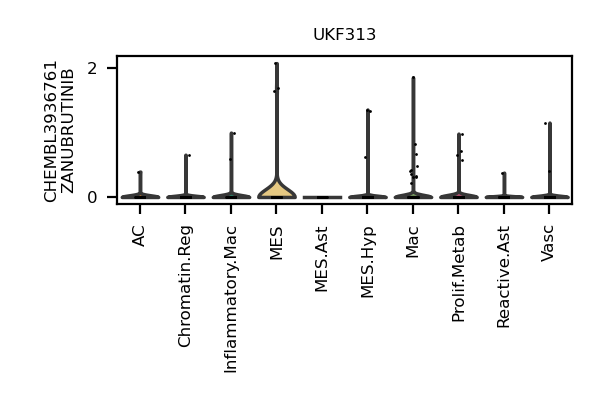 UKF313
CHEMBL3936761
ZANUBRUTINIB
2
0
AC
Chromatin.Reg
Inflammatory.Mac
MES
MES.Ast
MES.Hyp
Mac
Prolif.Metab
Reactive.Ast
Vasc